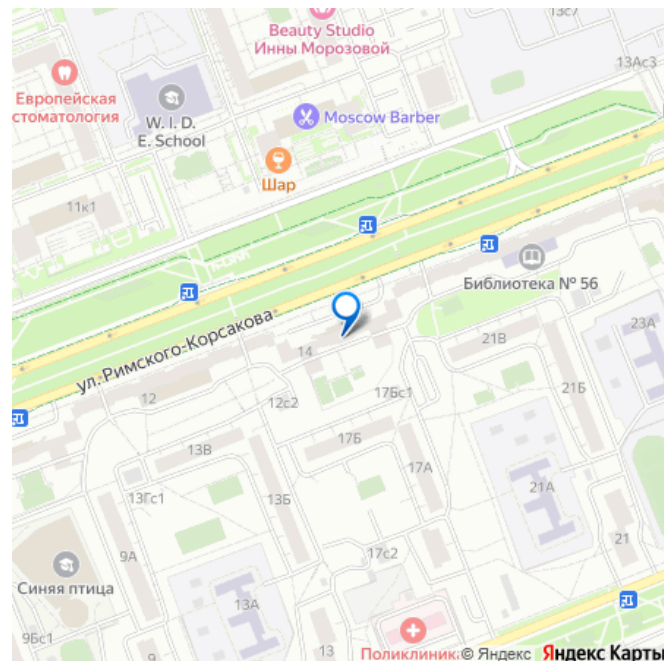 13с7
Beauty Studio
Инны Морозовой
13Ас3
Европейская
стоматология
W. I. D.
E. School
Moscow Barber
Шар
11к1
Библиотека № 56
ул. Римского-Корсакова
14
21В
23А
12
12с2
17Бс1
21Б
13В
17Б
17А
13Гс1
13Б
21А
9А
17с2
21
Синяя птица
13А
9Бс1
9
13
Поликлиника
© Яндекс Яндекс Карты